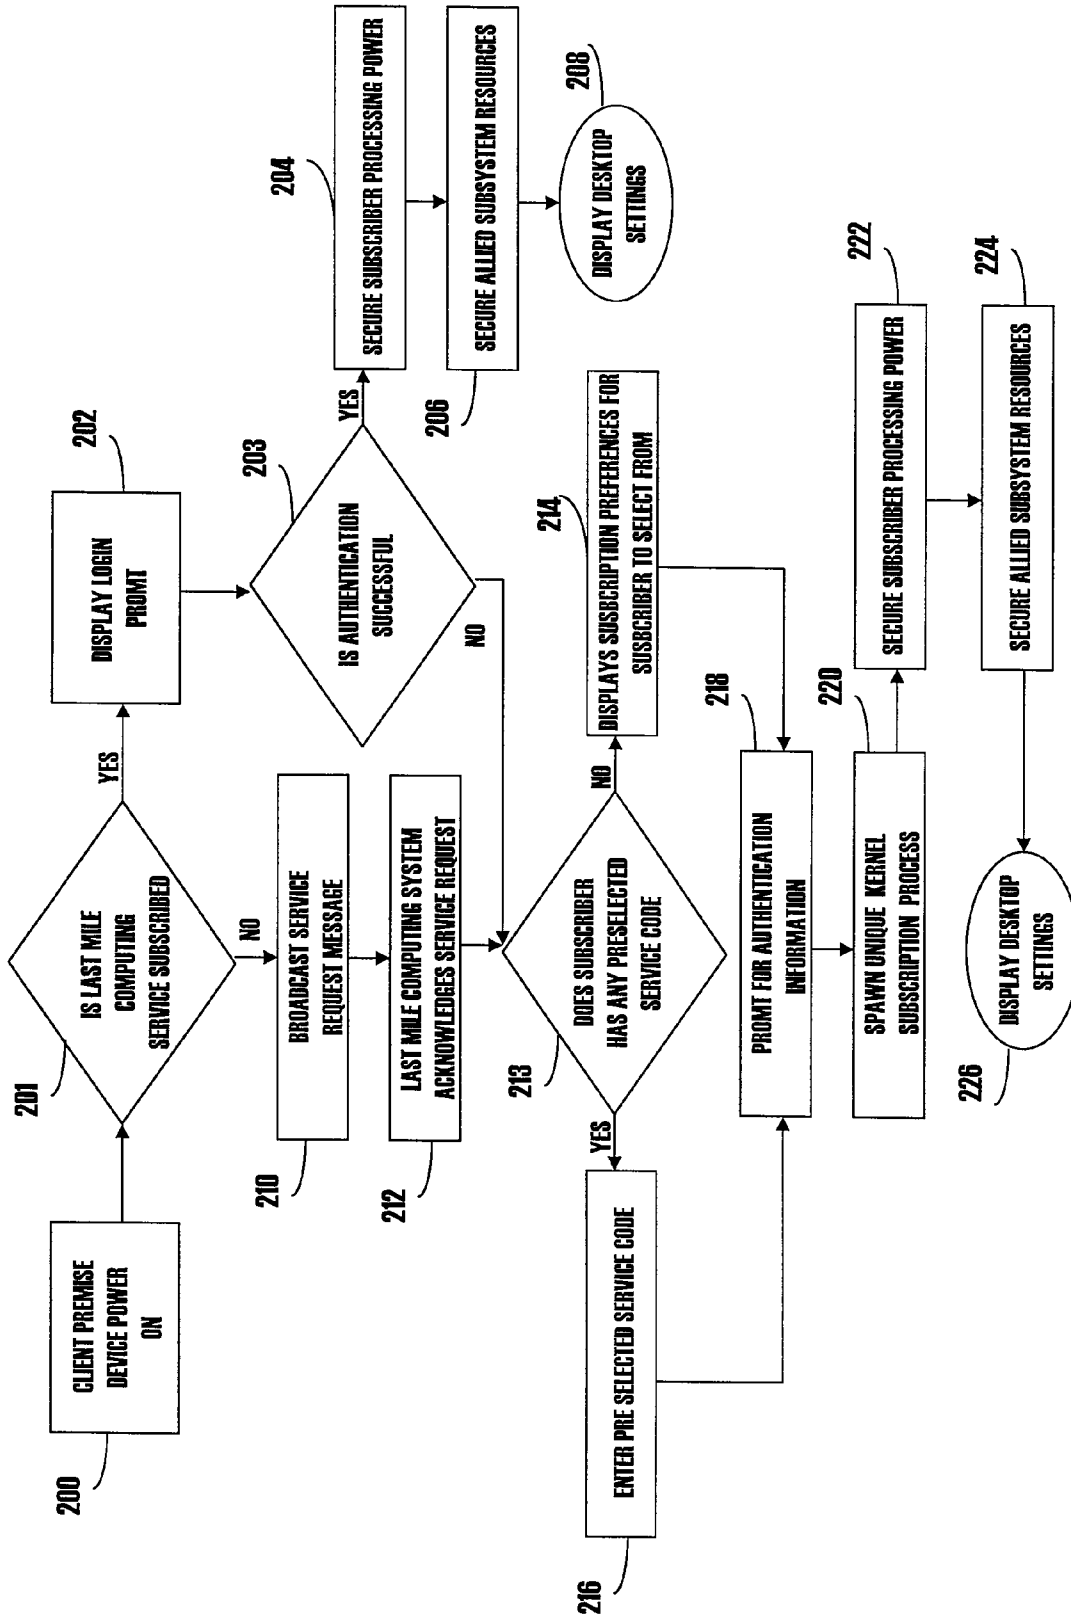 200
CLIENT PREMISE
DEVICE POWER
ON
201
IS LAST MILE
COMPUTING
SERVICE SUBSCRIBED
YES
NO
202
DISPLAY LOGIN
PROMT
203
IS AUTHENTICATION
SUCCESSFUL
YES
NO
204
SECURE SUBSCRIBER PROCESSING POWER
206
SECURE ALLIED SUBSYSTEM RESOURCES
208
DISPLAY DESKTOP
SETTINGS
210
BROADCAST SERVICE
REQUEST MESSAGE
212
LAST MILE COMPUTING SYSTEM
ACKNOWLEDGES SERVICE REQUEST
213
DOES SUBSCRIBER
HAS ANY PRESELECTED
SERVICE CODE
YES
NO
214
DISPLAYS SUSBCRIPTION PREFERENCES FOR
SUSBCRIBER TO SELECT FROM
216
ENTER PRE SELECTED SERVICE CODE
218
PROMT FOR AUTHENTICATION
INFORMATION
220
SPAWN UNIQUE KERNEL
SUBSCRIPTION PROCESS
222
SECURE SUBSCRIBER PROCESSING POWER
224
SECURE ALLIED SUBSYSTEM RESOURCES
226
DISPLAY DESKTOP
SETTINGS